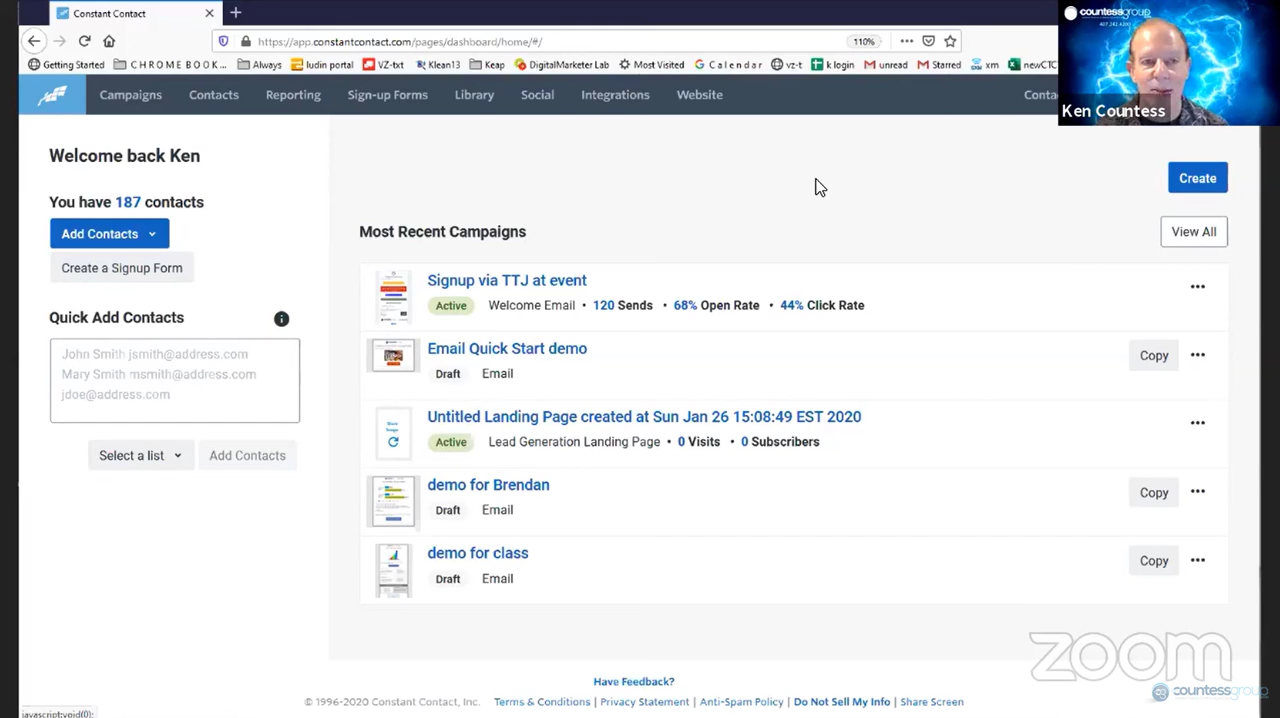 Constant Contact
https://app.constantcontact.com/pages/dashboard/home/#/
110%
Getting Started
C H R O M E B O O K ...
Always
ludin portal
VZ-txt
Klean13
Keap
DigitalMarketer Lab
Most Visited
C a l e n d a r
vz-t
k login
unread
Starred
xm
newCTC
countessgroup
Ken Countess
Campaigns
Contacts
Reporting
Sign-up Forms
Library
Social
Integrations
Website
Conta
Welcome back Ken
You have 187 contacts
Add Contacts
Create a Signup Form
Quick Add Contacts
John Smith jsmith@address.com
Mary Smith msmith@address.com
jdoe@address.com
Select a list
Add Contacts
Create
Most Recent Campaigns
View All
Signup via TTJ at event
Active Welcome Email • 120 Sends • 68% Open Rate • 44% Click Rate
Email Quick Start demo
Draft Email
Copy
Untitled Landing Page created at Sun Jan 26 15:08:49 EST 2020
Active Lead Generation Landing Page • 0 Visits • 0 Subscribers
demo for Brendan
Draft Email
Copy
demo for class
Draft Email
Copy
zoom
countessgroup
Have Feedback?
© 1996-2020 Constant Contact, Inc. Terms & Conditions | Privacy Statement | Anti-Spam Policy | Do Not Sell My Info | Share Screen
javascript:void(0);